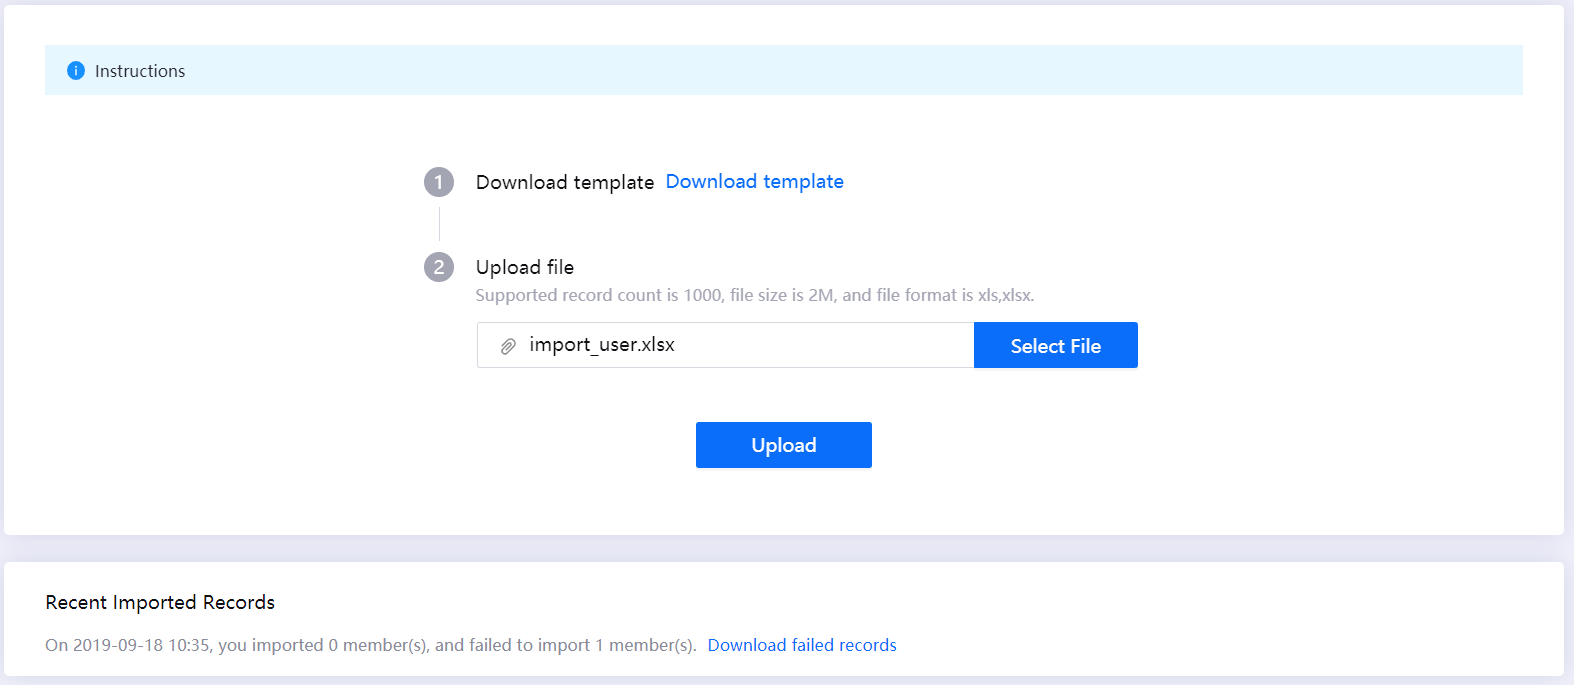 Instructions
1 Download template Download template
2 Upload file
Supported record count is 1000, file size is 2M, and file format is xls,xlsx.
import_user.xlsx Select File
Upload
Recent Imported Records
On 2019-09-18 10:35, you imported 0 member(s), and failed to import 1 member(s). Download failed records